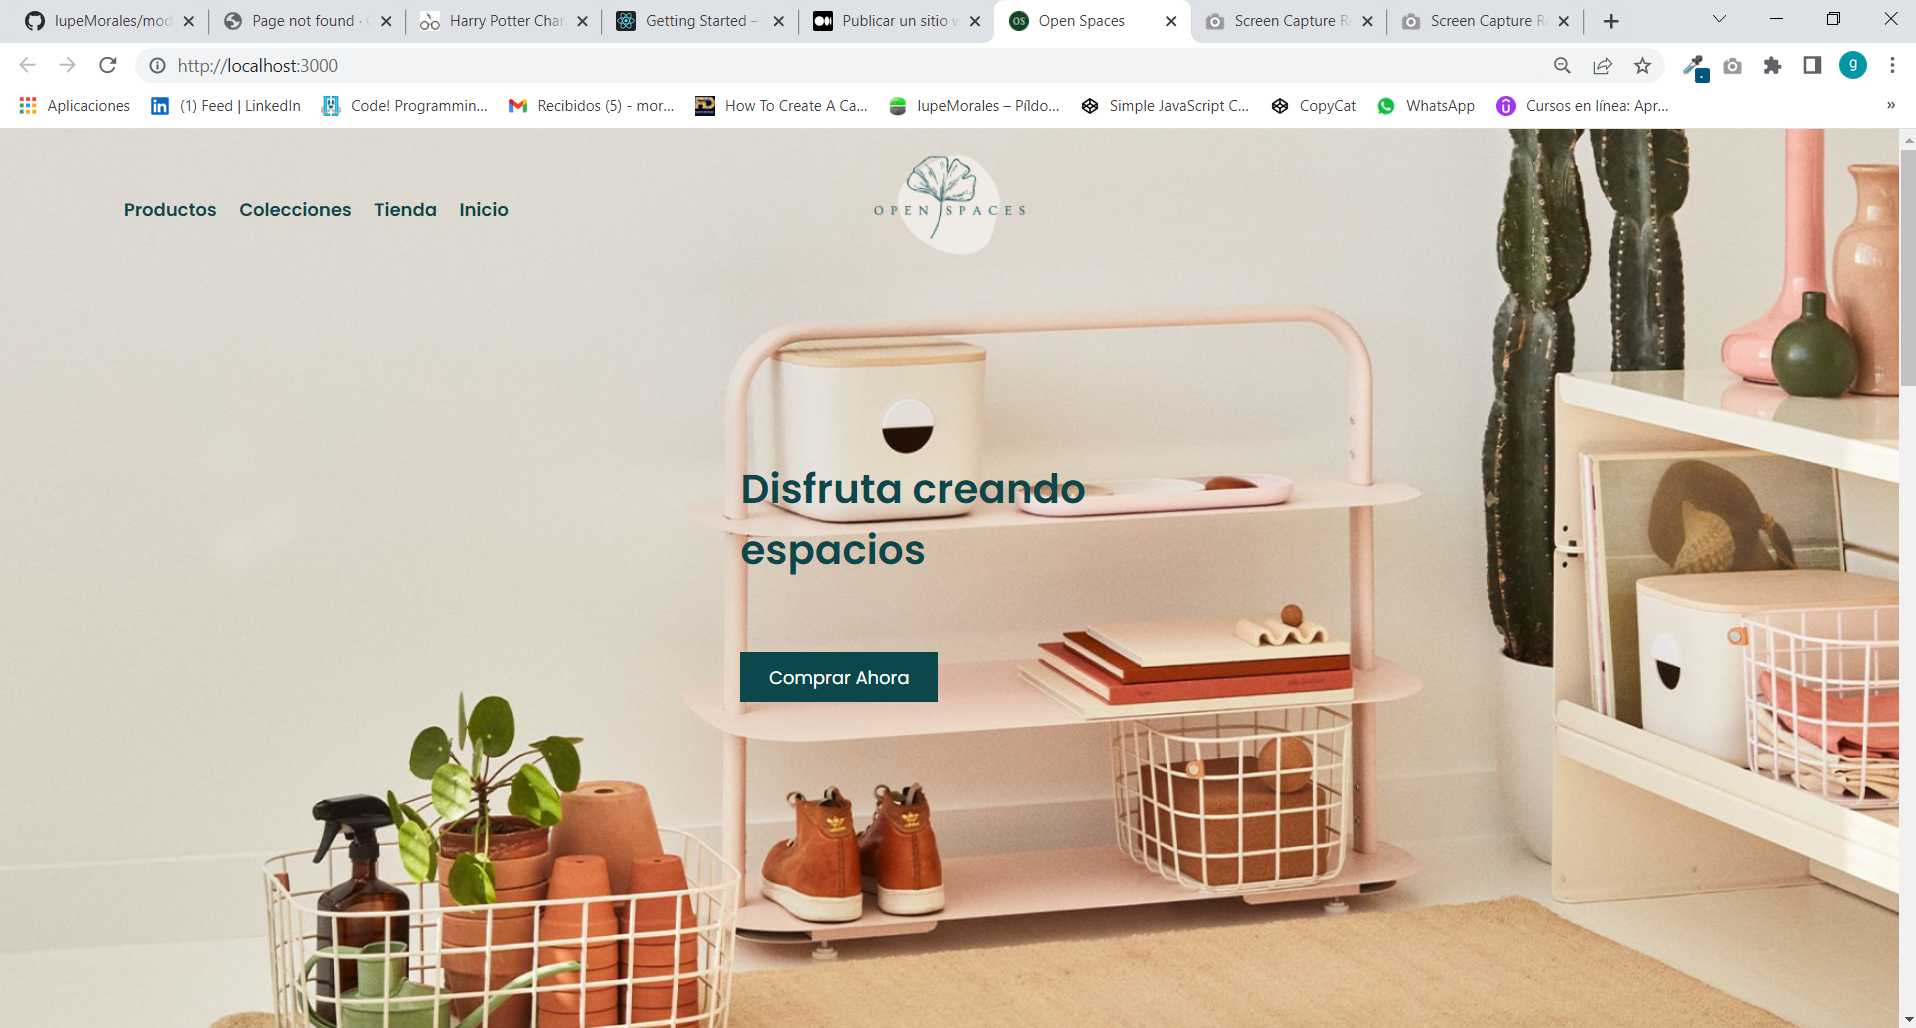 lupeMorales/mod
Page not found ·
Harry Potter Char
Getting Started –
Publicar un sitio w
Open Spaces
Screen Capture Re
Screen Capture Re
http://localhost:3000
g
Aplicaciones
(1) Feed | LinkedIn
Code! Programmin...
Recibidos (5) - mor...
How To Create A Ca...
lupeMorales – Píldo...
Simple JavaScript C...
CopyCat
WhatsApp
Cursos en línea: Apr...
»
Productos
Colecciones
Tienda
Inicio
OPEN SPACES
Disfruta creando
espacios
Comprar Ahora